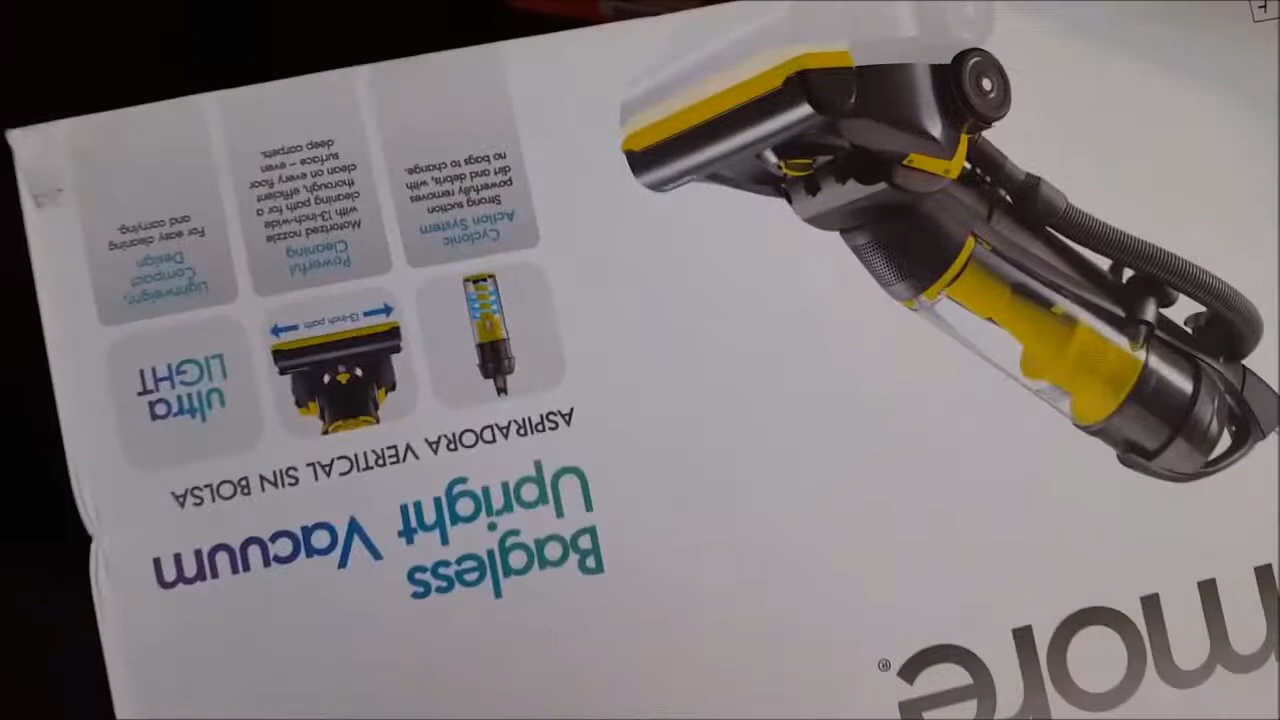 more®
Bagless
Upright Vacuum
ASPIRADORA VERTICAL SIN BOLSA
13-inch path
ultra
LIGHT
Cyclonic
Action System
Strong suction
powerfully removes
dirt and debris, with
no bags to change.
Powerful
Cleaning
Motorized nozzle
with 13-inch-wide
cleaning path for a
thorough, efficient
clean on every floor
surface – even
deep carpets.
Lightweight,
Compact
Design
For easy cleaning
and carrying.